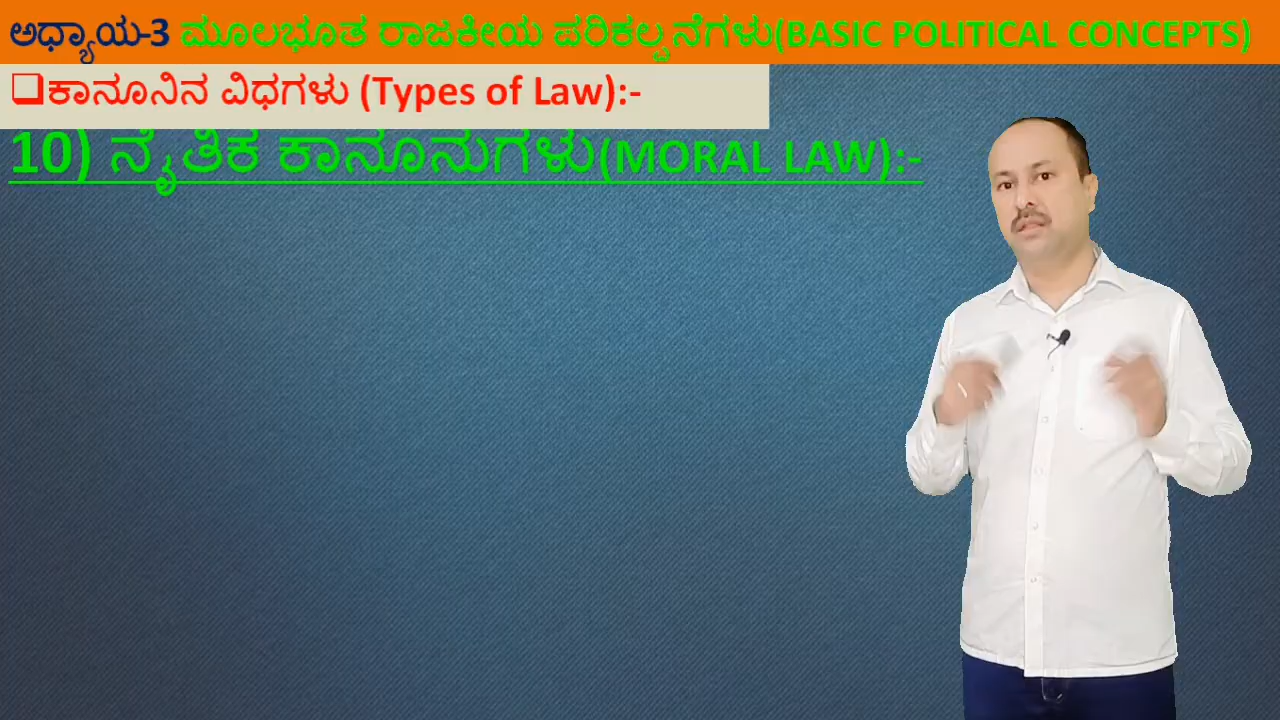 ಅಧ್ಯಾಯ-3 ಮೂಲಭೂತ ರಾಜಕೀಯ ಪರಿಕಲ್ಪನೆಗಳು(BASIC POLITICAL CONCEPTS)
❑ಕಾನೂನಿನ ವಿಧಗಳು (Types of Law):-
10) ನೈತಿಕ ಕಾನೂನುಗಳು(MORAL LAW):-